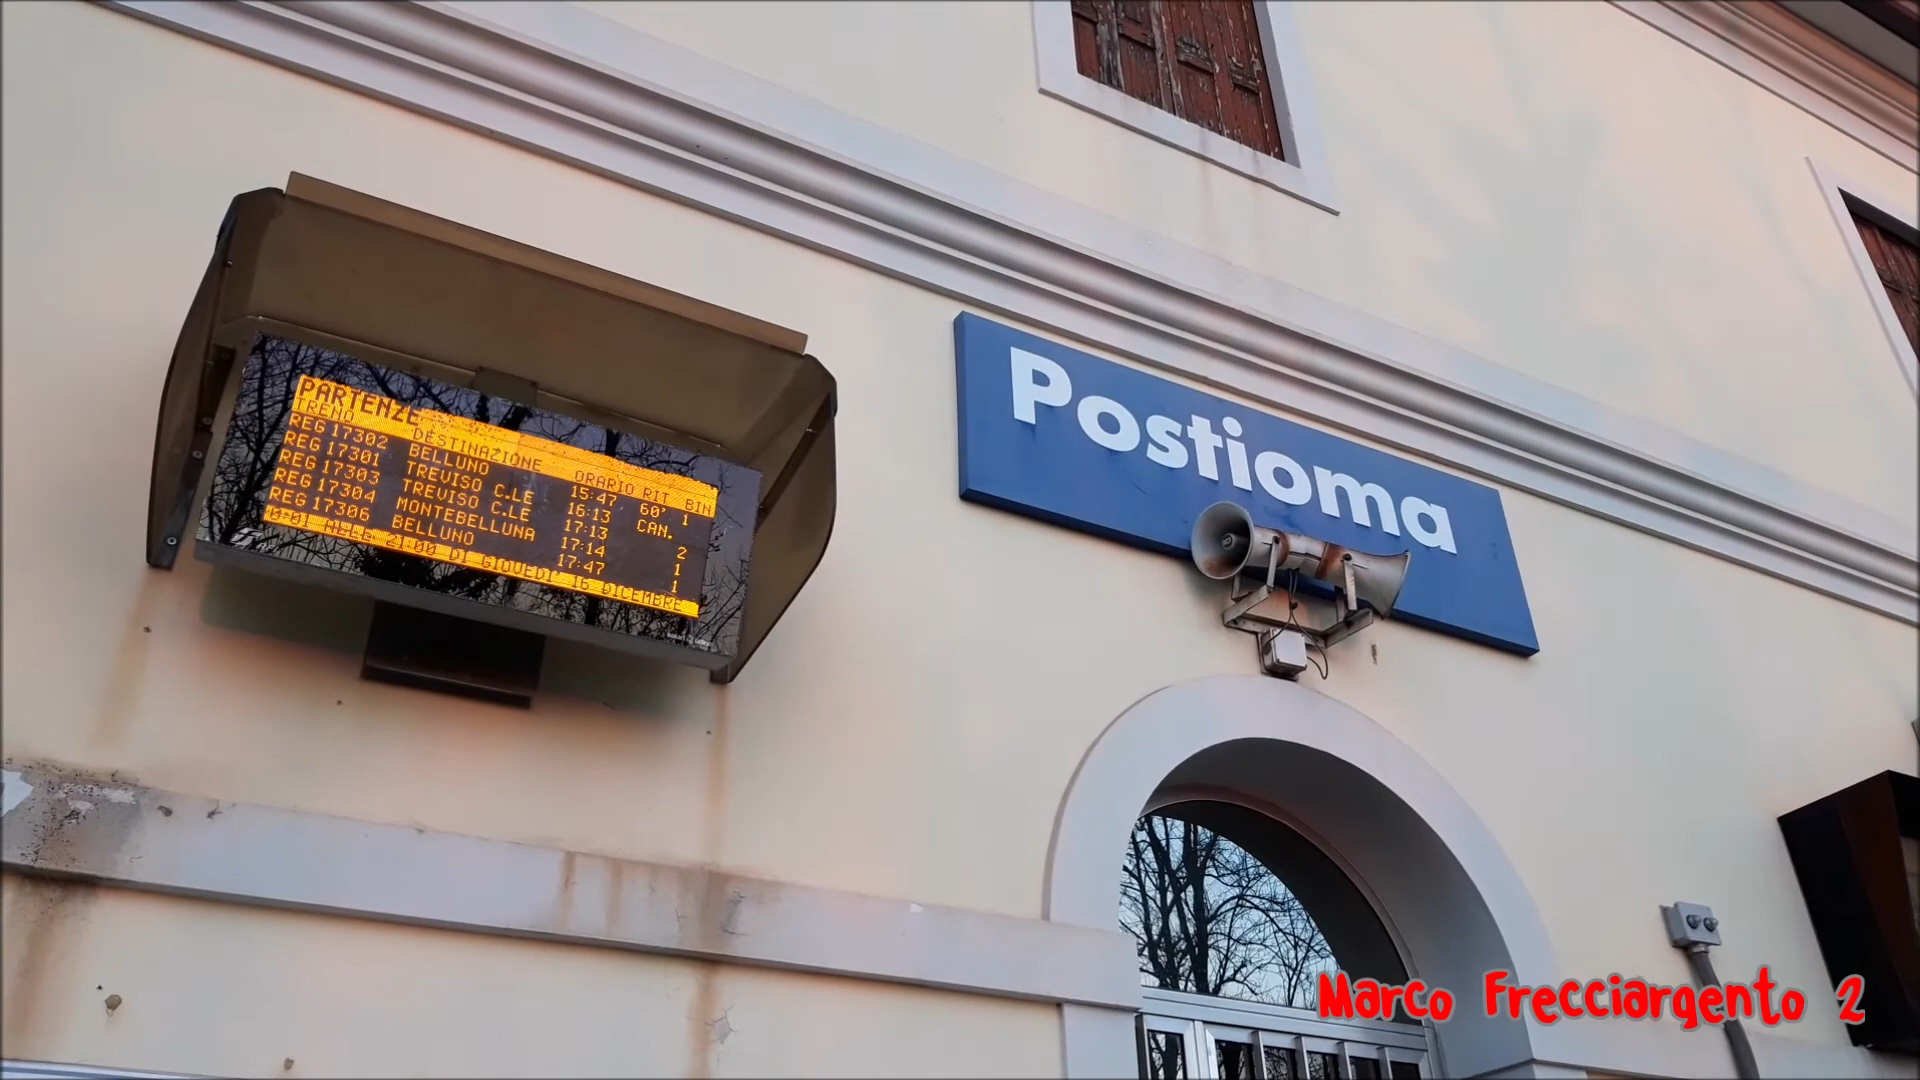 PARTENZE
TRENO DESTINAZIONE ORARIO RIT BIN
REG 17302 BELLUNO 15:47 60' 1
REG 17301 TREVISO C.LE 16:13 CAN.
REG 17303 TREVISO C.LE 17:13 2
REG 17304 MONTEBELLUNA 17:14 1
REG 17306 BELLUNO 17:47 1
ALLE 21:00 DI GIOVEDI' 16 DICEMBRE
Postioma
Marco Frecciargento 2